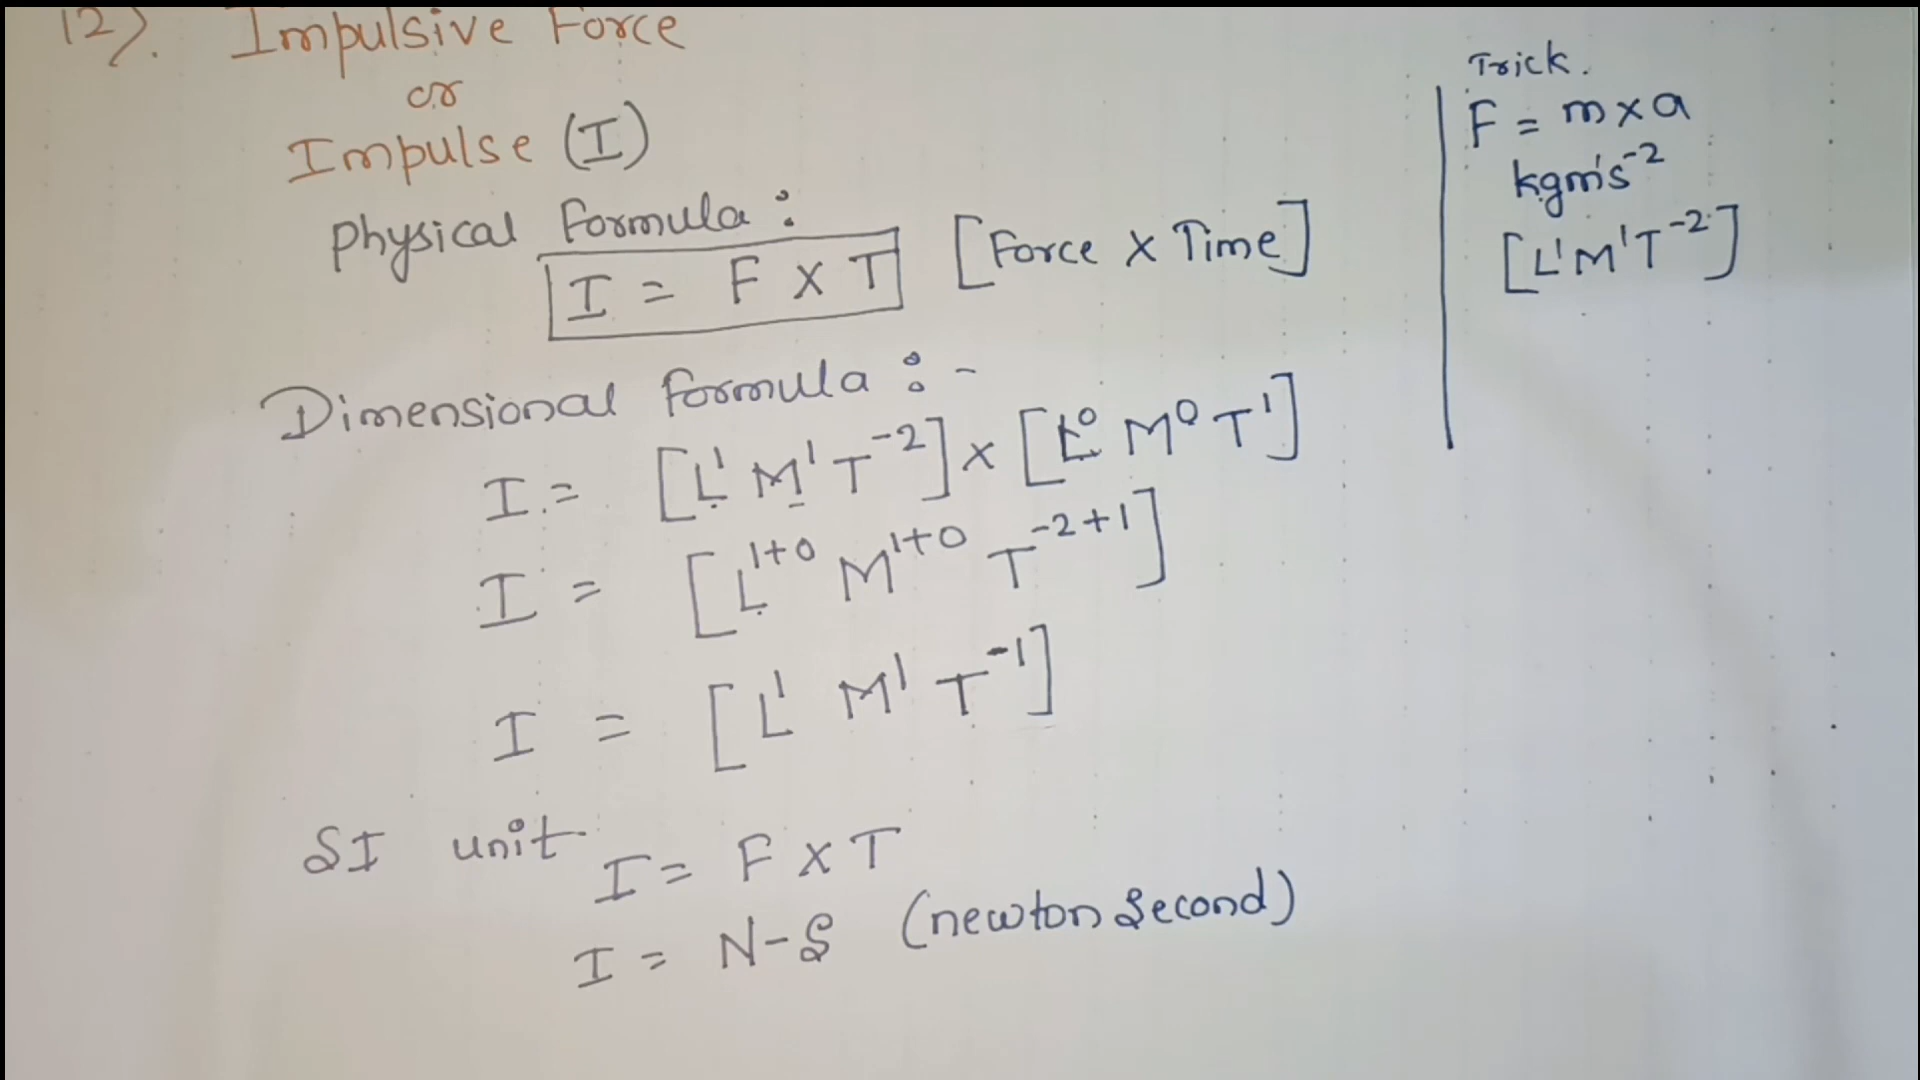 12). Impulsive Force
or
Impulse (I)
Physical Formula :
I = F X T [Force X Time]
Dimensional formula :-
I = [L¹ M¹ T⁻²] x [L⁰ M⁰ T¹]
I = [L¹⁺⁰ M¹⁺⁰ T⁻²⁺¹]
I = [L¹ M¹ T⁻¹]
SI unit
I = F X T
I = N-S (newton second)
Trick.
F = m x a
kgm¹s⁻²
[L¹M¹T⁻²]